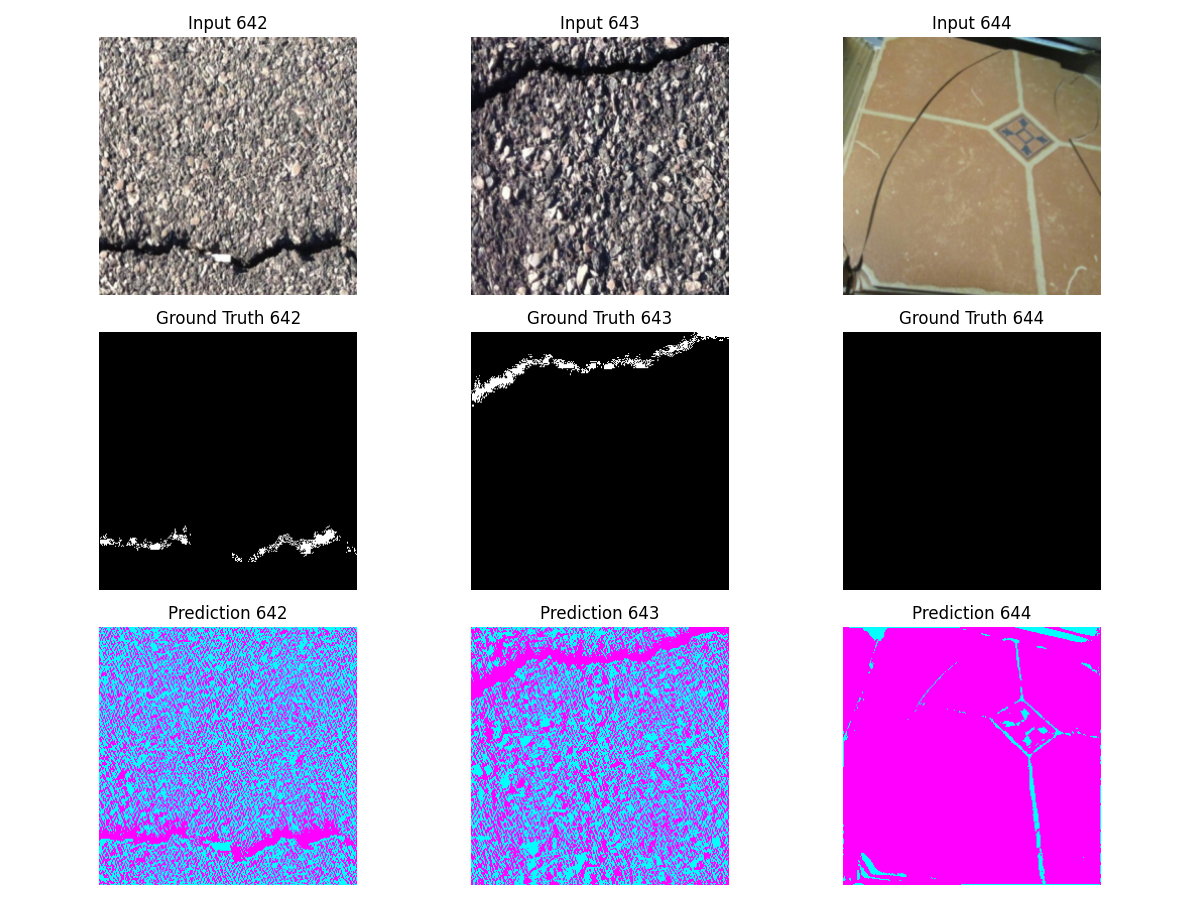 Input 642
Input 643
Input 644
Ground Truth 642
Ground Truth 643
Ground Truth 644
Prediction 642
Prediction 643
Prediction 644